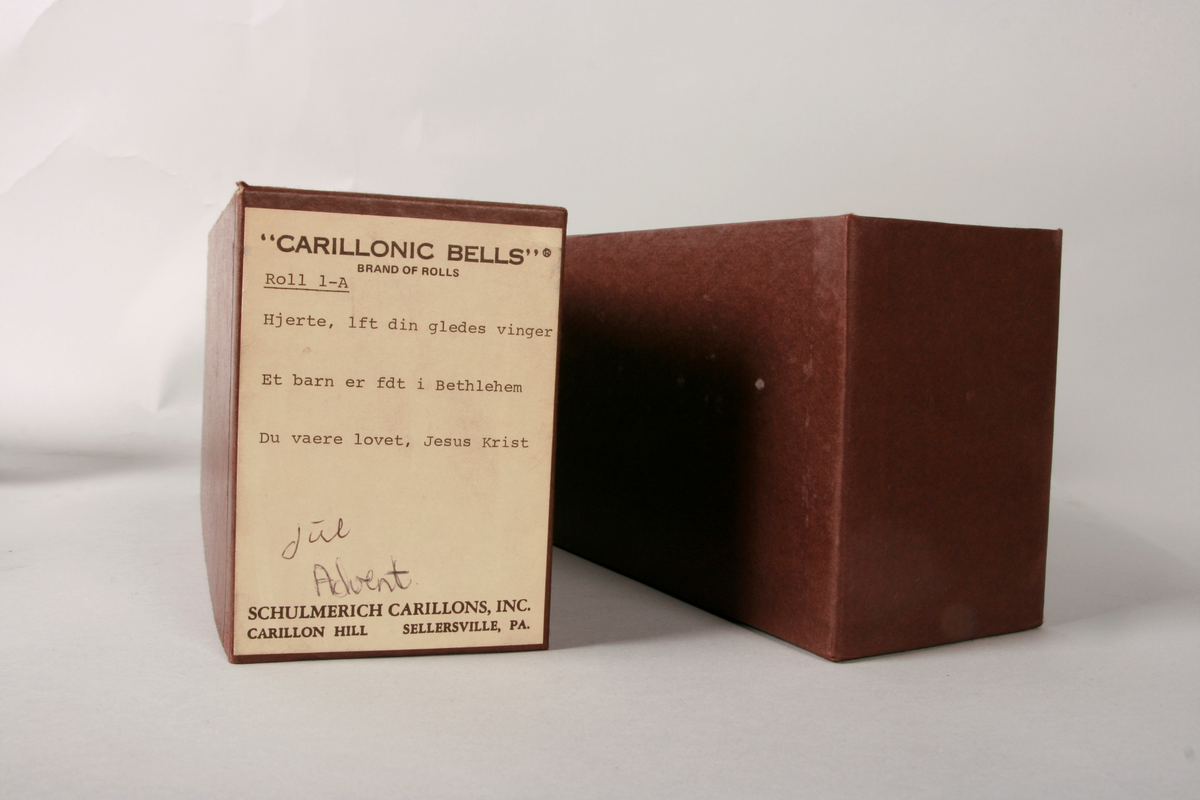 “CARILLONIC BELLS”®
BRAND OF ROLLS
Roll 1-A
Hjerte, lft din gledes vinger
Et barn er fdt i Bethlehem
Du vaere lovet, Jesus Krist
jūl
Advent.
SCHULMERICH CARILLONS, INC.
CARILLON HILL SELLERSVILLE, PA.